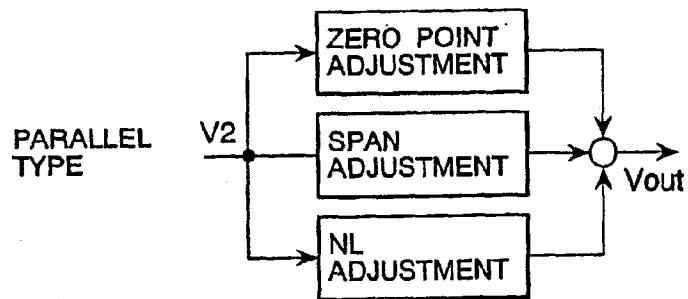 ZERO POINT
ADJUSTMENT
PARALLEL
TYPE
V2
SPAN
ADJUSTMENT
Vout
NL
ADJUSTMENT